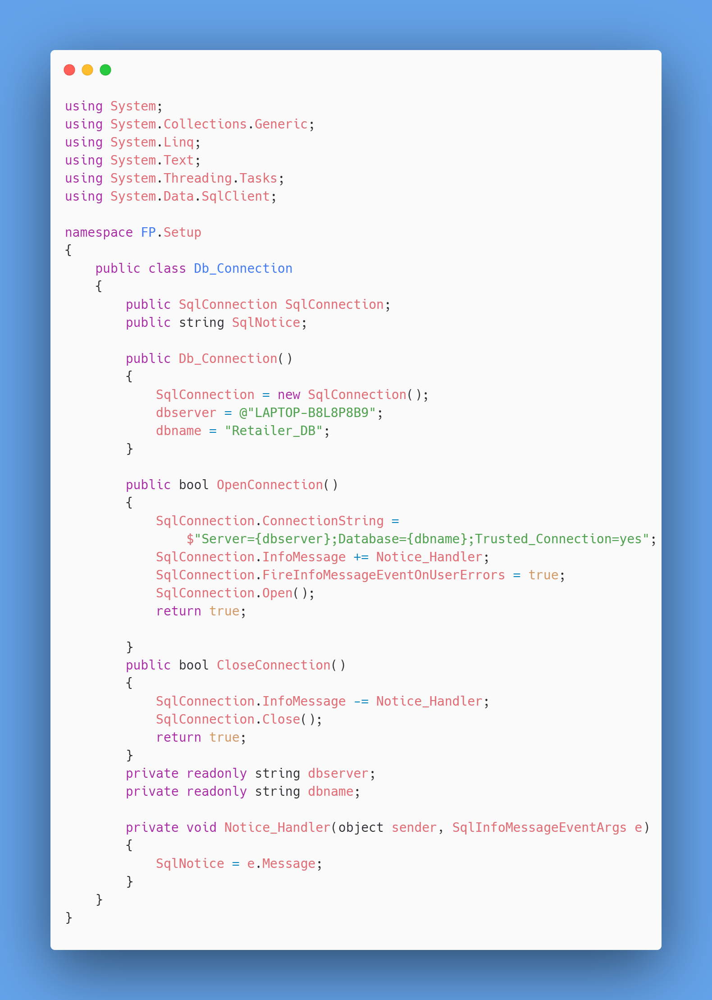 using System;
using System.Collections.Generic;
using System.Linq;
using System.Text;
using System.Threading.Tasks;
using System.Data.SqlClient;

namespace FP.Setup
{
    public class Db_Connection
    {
        public SqlConnection SqlConnection;
        public string SqlNotice;

        public Db_Connection()
        {
            SqlConnection = new SqlConnection();
            dbserver = @"LAPTOP-B8L8P8B9";
            dbname = "Retailer_DB";
        }

        public bool OpenConnection()
        {
            SqlConnection.ConnectionString =
                $"Server={dbserver};Database={dbname};Trusted_Connection=yes";
            SqlConnection.InfoMessage += Notice_Handler;
            SqlConnection.FireInfoMessageEventOnUserErrors = true;
            SqlConnection.Open();
            return true;

        }
        public bool CloseConnection()
        {
            SqlConnection.InfoMessage -= Notice_Handler;
            SqlConnection.Close();
            return true;
        }
        private readonly string dbserver;
        private readonly string dbname;

        private void Notice_Handler(object sender, SqlInfoMessageEventArgs e)
        {
            SqlNotice = e.Message;
        }
    }
}